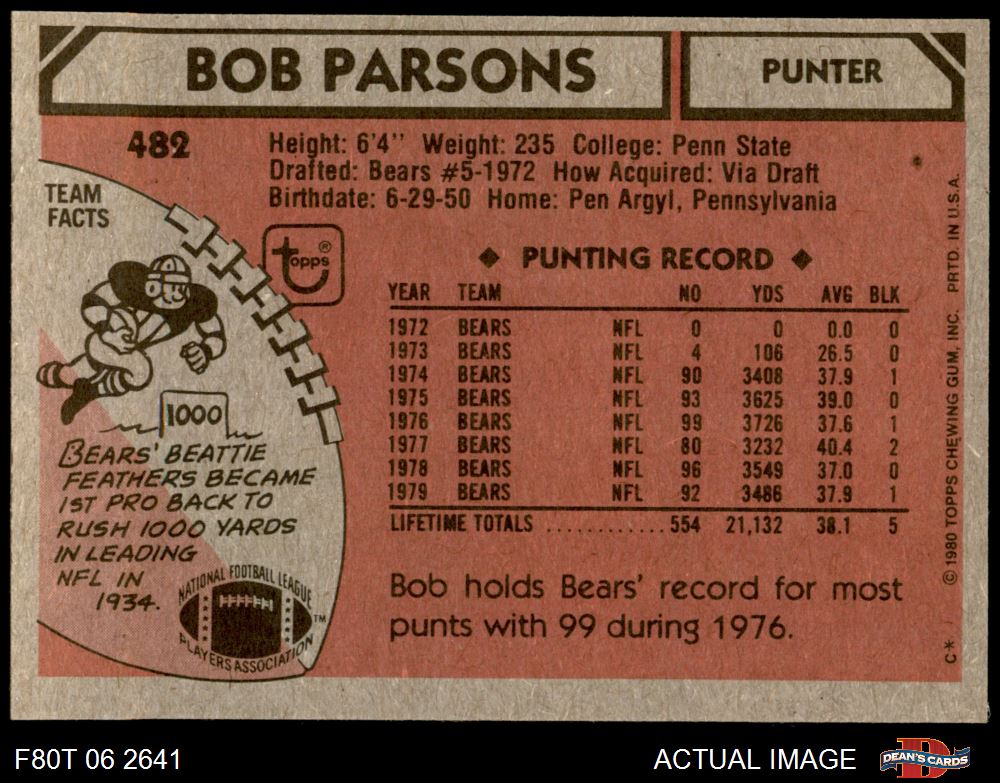 BOB PARSONS
PUNTER
482
Height: 6'4" Weight: 235 College: Penn State
Drafted: Bears #5-1972 How Acquired: Via Draft
Birthdate: 6-29-50 Home: Pen Argyl, Pennsylvania
TEAM
FACTS
topps®
◆ PUNTING RECORD ◆
YEAR TEAM NO YDS AVG BLK
1972 BEARS NFL 0 0 0.0 0
1973 BEARS NFL 4 106 26.5 0
1974 BEARS NFL 90 3408 37.9 1
1975 BEARS NFL 93 3625 39.0 0
1976 BEARS NFL 99 3726 37.6 1
1977 BEARS NFL 80 3232 40.4 2
1978 BEARS NFL 96 3549 37.0 0
1979 BEARS NFL 92 3486 37.9 1
LIFETIME TOTALS ............ 554 21,132 38.1 5
Bob holds Bears' record for most
punts with 99 during 1976.
1000
BEARS' BEATTIE
FEATHERS BECAME
1ST PRO BACK TO
RUSH 1000 YARDS
IN LEADING
NFL IN
1934.
NATIONAL FOOTBALL LEAGUE
PLAYERS ASSOCIATION
TM
C* © 1980 TOPPS CHEWING GUM, INC. PRTD. IN U.S.A.
F80T 06 2641
ACTUAL IMAGE
DEAN'S CARDS